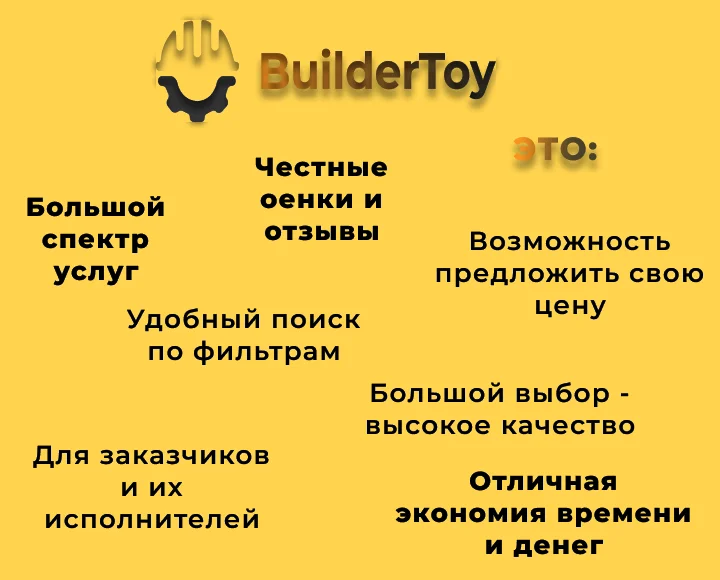 BuilderToy
это:
Честные
оенки и
отзывы
Большой
спектр
услуг
Возможность
предложить свою
цену
Удобный поиск
по фильтрам
Большой выбор -
высокое качество
Для заказчиков
и их
исполнителей
Отличная
экономия времени
и денег